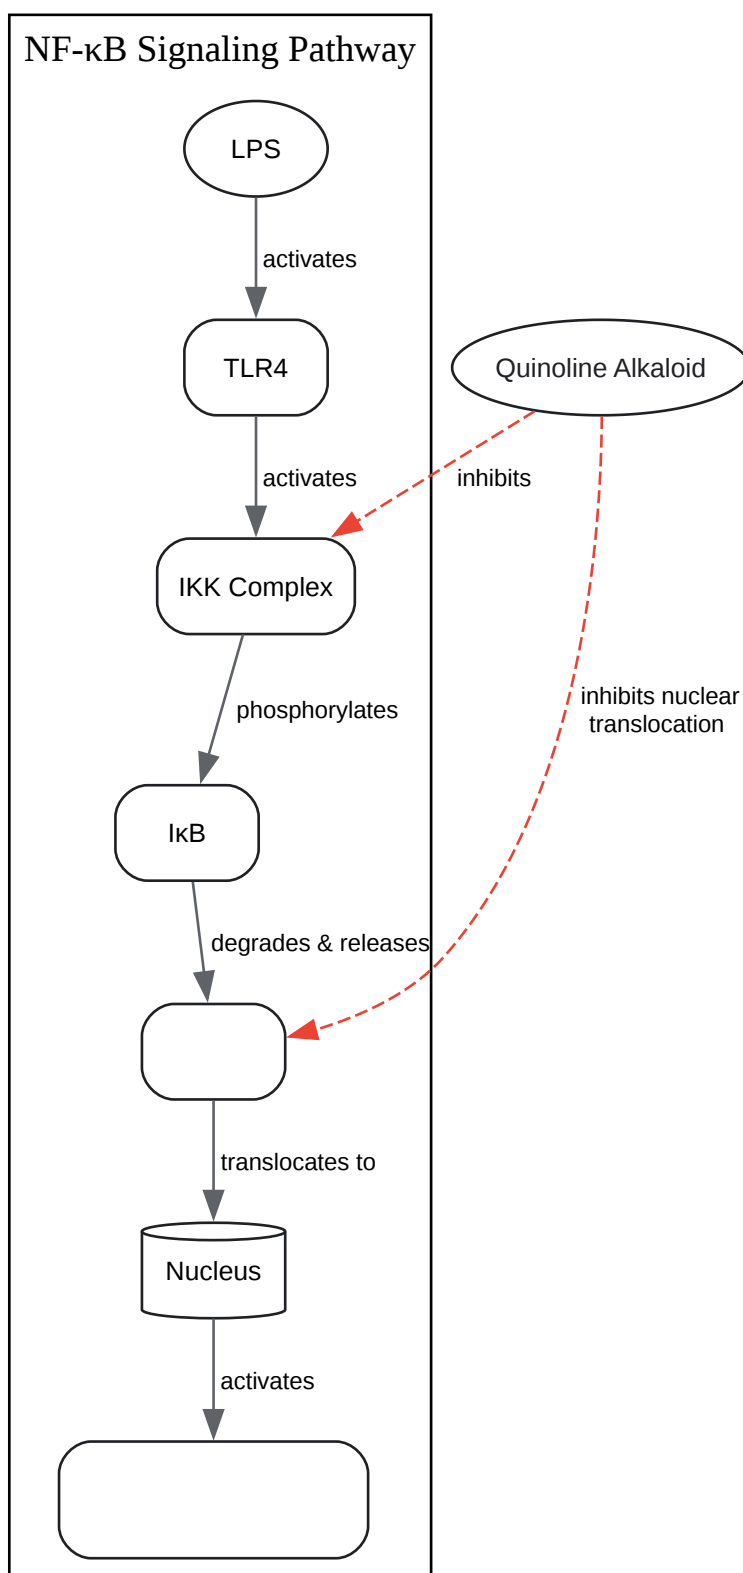 NF-κB Signaling Pathway
LPS
activates
TLR4
Quinoline Alkaloid
activates
inhibits
IKK Complex
phosphorylates
inhibits nuclear
translocation
IκB
degrades & releases
translocates to
Nucleus
activates